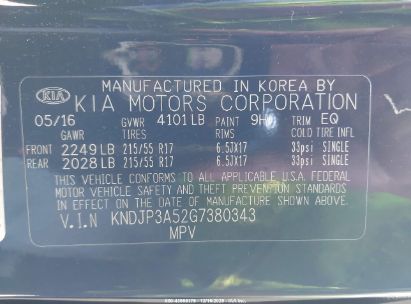 MANUFACTURED IN KOREA BY
KIA KIA MOTORS CORPORATION
05/16 GVWR 4101LB PAINT TRIM EQ
GAWR TIRES RIMS COLD TIRE INFL
FRONT 2249LB 215/55 R17 6.5JX17 33psi SINGLE
REAR 2028LB 215/55 R17 6.5JX17 33psi SINGLE
THIS VEHICLE CONFORMS TO ALL APPLICABLE FEDERAL
MOTOR VEHICLE SAFETY, THEFT PREVENTION STANDARDS IN
EFFECT ON THE DATE OF MANUFACTURE SHOWN ABOVE.
V.I.N KNDJP3A52G7380343
MPV